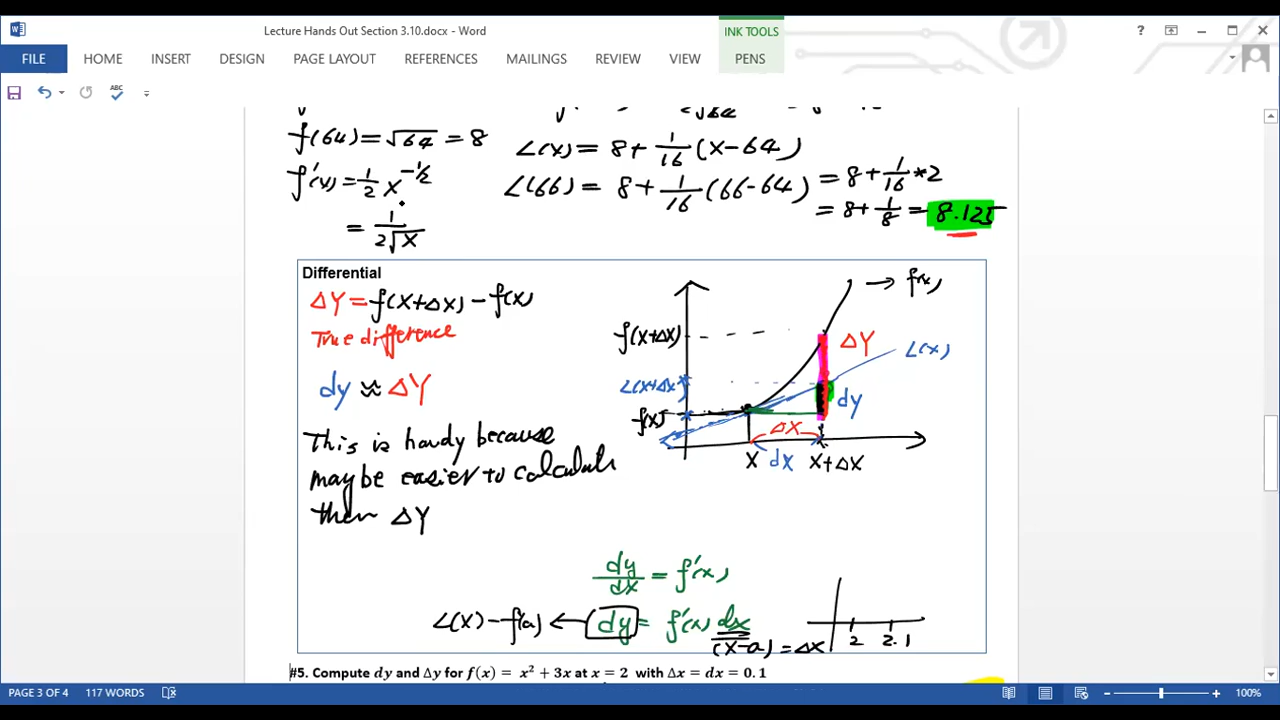 Lecture Hands Out Section 3.10.docx - Word
INK TOOLS
?
FILE HOME INSERT DESIGN PAGE LAYOUT REFERENCES MAILINGS REVIEW VIEW PENS
ABC
f(64) = √64 = 8
L(x) = 8 + 1/16 (x - 64)
f'(x) = 1/2 x^-1/2
L(66) = 8 + 1/16 (66 - 64) = 8 + 1/16 * 2
= 8 + 1/8 = 8.125
= 1/2√x
Differential
ΔY = f(x+Δx) - f(x)
True difference
dy ≈ ΔY
This is handy because
may be easier to calculate
then ΔY
→ f(x)
f(x+Δx)
ΔY
L(x)
L(x+Δx)
dy
f(x)
Δx
x dx x+Δx
dy/dx = f'(x)
L(x) - f(a) ← dy = f'(x) dx
(x-a) = Δx
2 2.1
#5. Compute dy and Δy for f(x) = x² + 3x at x = 2 with Δx = dx = 0.1
PAGE 3 OF 4 117 WORDS 100%